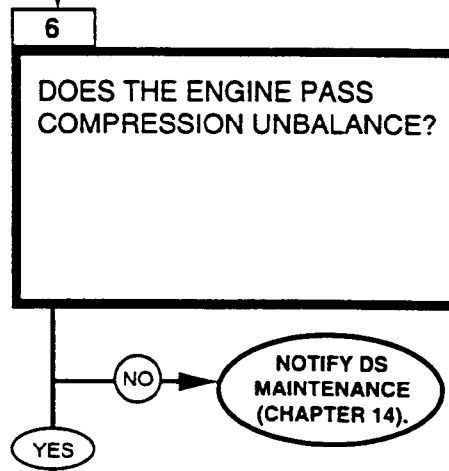 6
DOES THE ENGINE PASS
COMPRESSION UNBALANCE?
NO
NOTIFY DS
MAINTENANCE
(CHAPTER 14).
YES